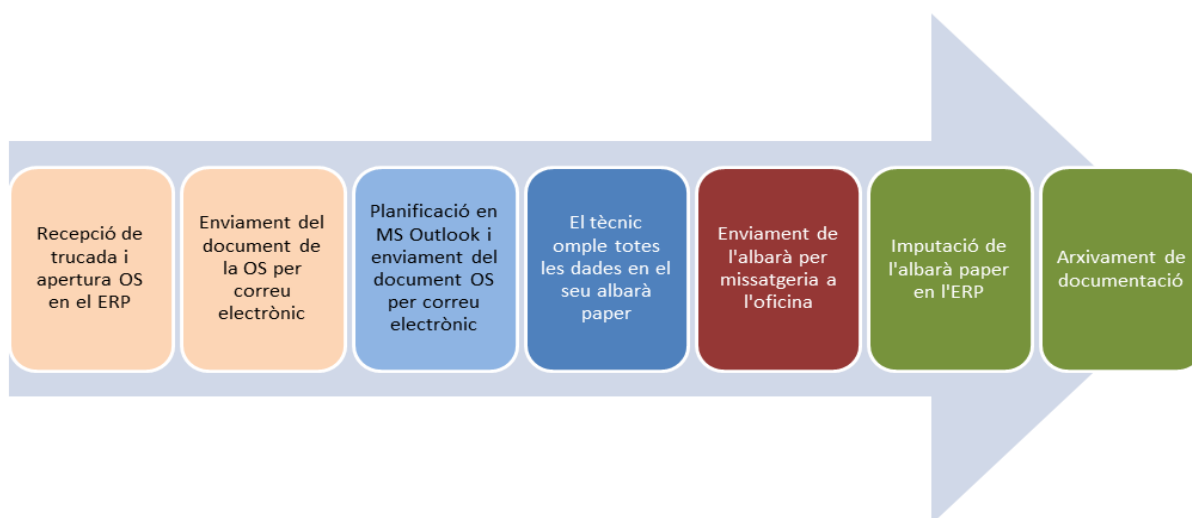 Recepció de
trucada i
apertura OS
en el ERP
Enviament del
document de
la OS per
correu
electrònic
Planificació en
MS Outlook i
enviament del
document OS
per correu
electrònic
El tècnic
omple totes
les dades en el
seu albarà
paper
Enviament de
l'albarà per
missatgeria a
l'oficina
Imputació de
l'albarà paper
en l'ERP
Arxivament de
documentació